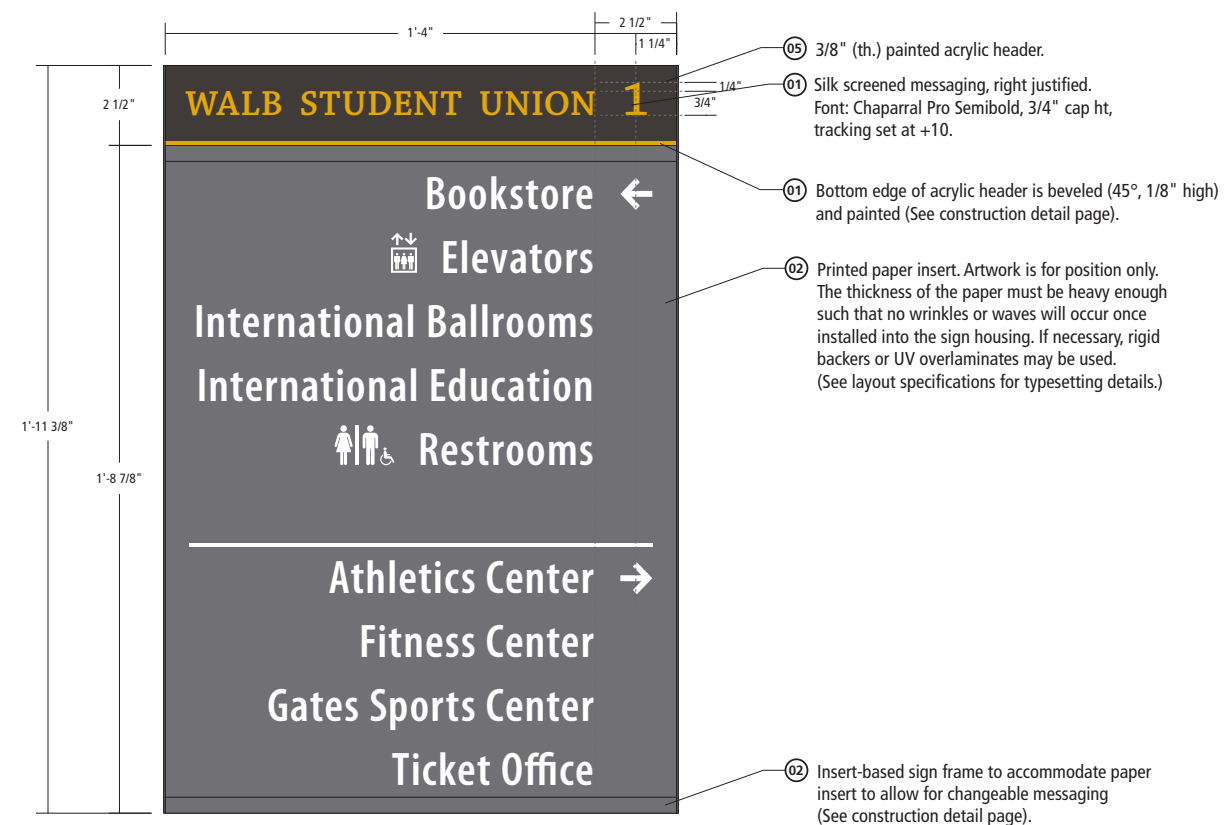 1'-4"
2 1/2"
1 1/4"
2 1/2"
1/4"
3/4"
1'-11 3/8"
1'-8 7/8"
WALB STUDENT UNION 1
Bookstore
Elevators
International Ballrooms
International Education
Restrooms
Athletics Center
Fitness Center
Gates Sports Center
Ticket Office
05 3/8" (th.) painted acrylic header.
01 Silk screened messaging, right justified.
Font: Chaparral Pro Semibold, 3/4" cap ht,
tracking set at +10.
01 Bottom edge of acrylic header is beveled (45°, 1/8" high)
and painted (See construction detail page).
02 Printed paper insert. Artwork is for position only.
The thickness of the paper must be heavy enough
such that no wrinkles or waves will occur once
installed into the sign housing. If necessary, rigid
backers or UV overlaminates may be used.
(See layout specifications for typesetting details.)
02 Insert-based sign frame to accommodate paper
insert to allow for changeable messaging
(See construction detail page).